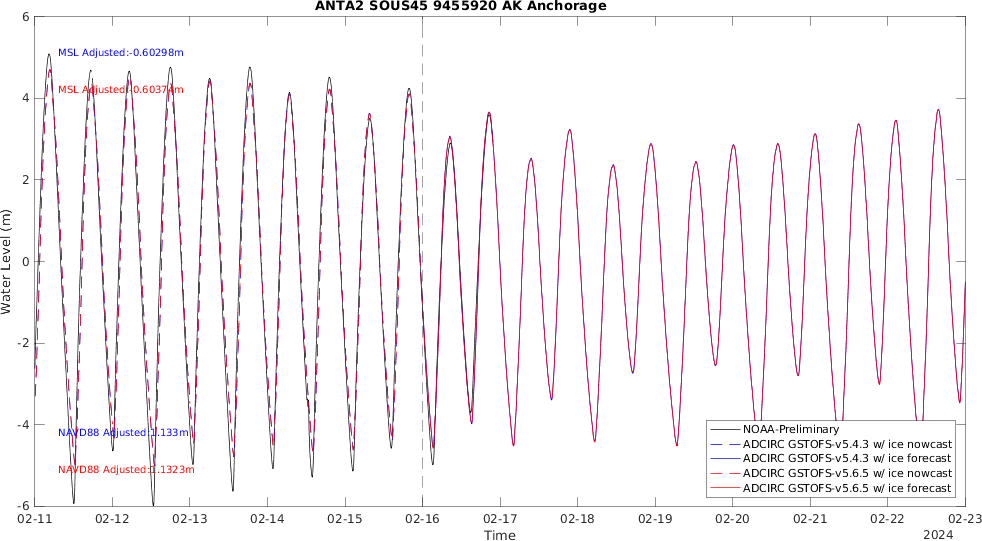 ANTA2 SOUS45 9455920 AK Anchorage
6
MSL Adjusted:-0.60298m
MSL Adjusted:-0.60374m
4
2
0
-2
-4
-6
Water Level (m)
NAVD88 Adjusted:1.133m
NAVD88 Adjusted:1.1323m
NOAA-Preliminary
ADCIRC GSTOFS-v5.4.3 w/ ice nowcast
ADCIRC GSTOFS-v5.4.3 w/ ice forecast
ADCIRC GSTOFS-v5.6.5 w/ ice nowcast
ADCIRC GSTOFS-v5.6.5 w/ ice forecast
02-11 02-12 02-13 02-14 02-15 02-16 02-17 02-18 02-19 02-20 02-21 02-22 02-23
Time
2024